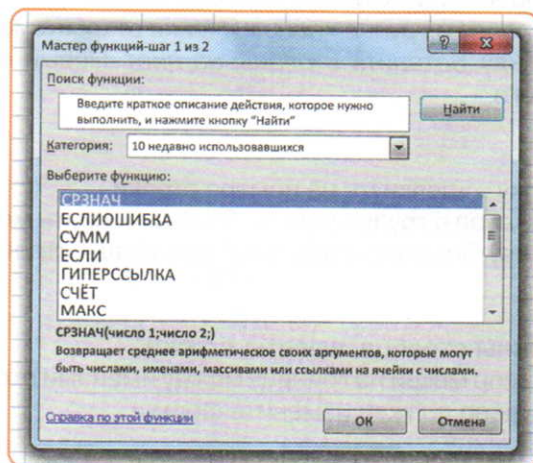 Мастер функций-шаг 1 из 2
Поиск функции:
Введите краткое описание действия, которое нужно
выполнить, и нажмите кнопку "Найти"
Найти
Категория: 10 недавно использовавшихся
Выберите функцию:
СРЗНАЧ
ЕСЛИОШИБКА
СУММ
ЕСЛИ
ГИПЕРССЫЛКА
СЧЁТ
МАКС
СРЗНАЧ(число 1;число 2;)
Возвращает среднее арифметическое своих аргументов, которые могут
быть числами, именами, массивами или ссылками на ячейки с числами.
Справка по этой функции
ОК
Отмена